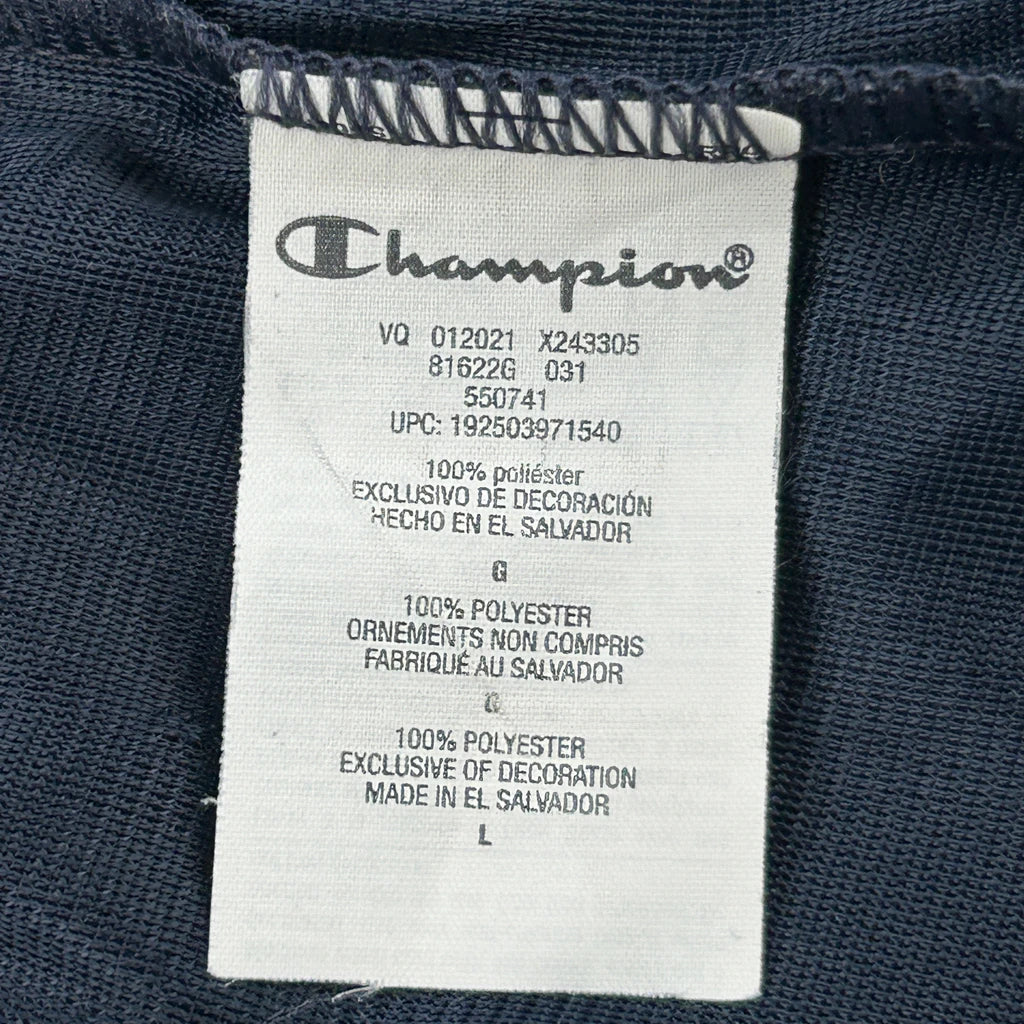 Champion®
VQ 012021 X243305
81622G 031
550741
UPC: 192503971540
100% poliéster
EXCLUSIVO DE DECORACIÓN
HECHO EN EL SALVADOR
G
100% POLYESTER
ORNEMENTS NON COMPRIS
FABRIQUÉ AU SALVADOR
G
100% POLYESTER
EXCLUSIVE OF DECORATION
MADE IN EL SALVADOR
L